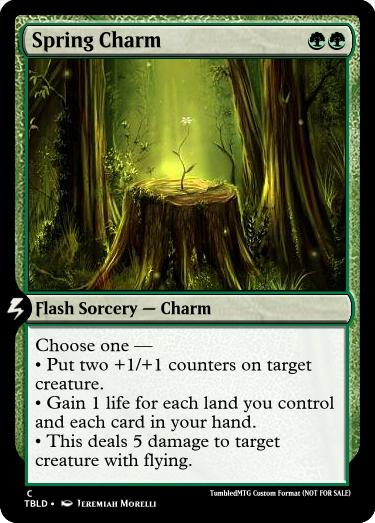 Spring Charm
Flash Sorcery — Charm
Choose one —
• Put two +1/+1 counters on target
creature.
• Gain 1 life for each land you control
and each card in your hand.
• This deals 5 damage to target
creature with flying.
C
TBLD • Jeremiah Morelli
TumbledMTG Custom Format (NOT FOR SALE)